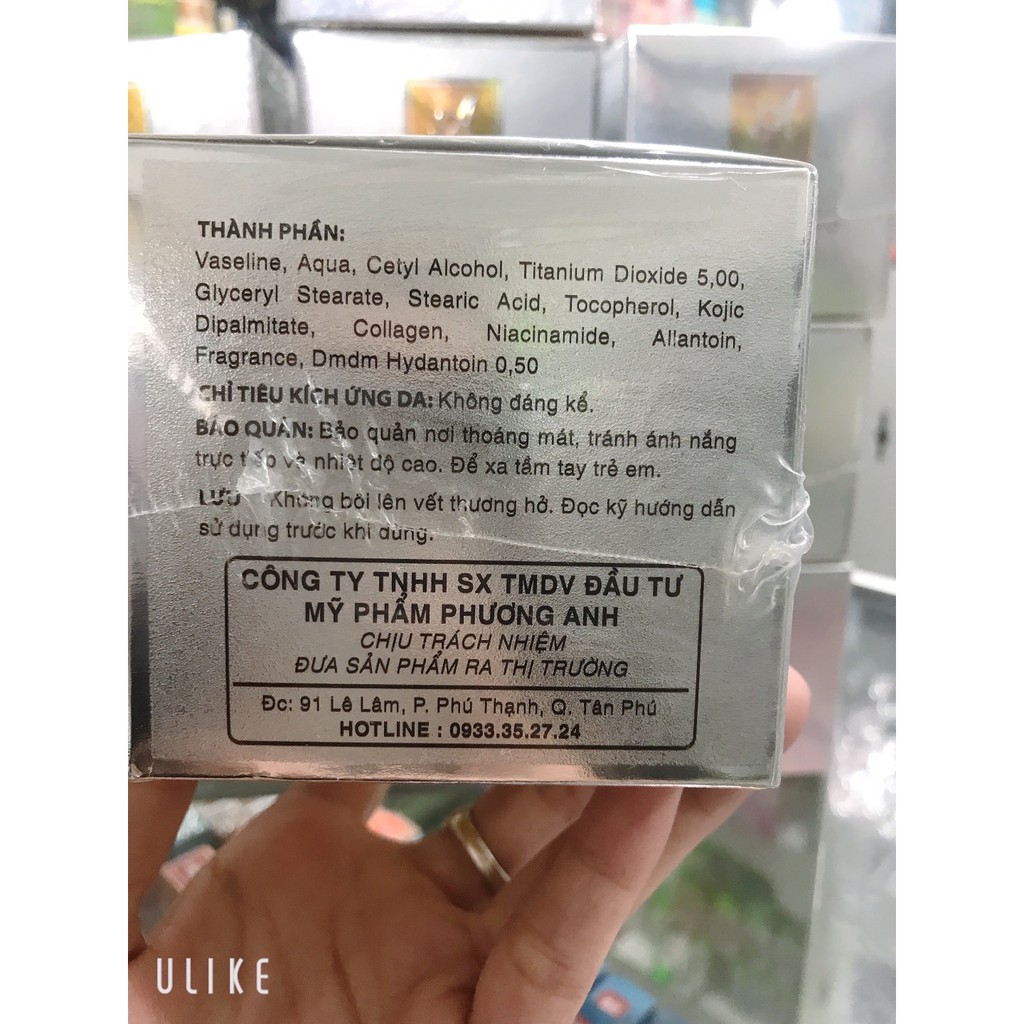 THÀNH PHẦN:
Vaseline, Aqua, Cetyl Alcohol, Titanium Dioxide 5,00,
Glyceryl Stearate, Stearic Acid, Tocopherol, Kojic
Dipalmitate, Collagen, Niacinamide, Allantoin,
Fragrance, Dmdm Hydantoin 0,50
CHỈ TIÊU KÍCH ỨNG DA: Không đáng kể.
BẢO QUẢN: Bảo quản nơi thoáng mát, tránh ánh nắng
trực tiếp và nhiệt độ cao. Để xa tầm tay trẻ em.
LƯU Không bôi lên vết thương hở. Đọc kỹ hướng dẫn
sử dụng trước khi dùng.
CÔNG TY TNHH SX TMDV ĐẦU TƯ
MỸ PHẨM PHƯƠNG ANH
CHỊU TRÁCH NHIỆM
ĐƯA SẢN PHẨM RA THỊ TRƯỜNG
Đc: 91 Lê Lâm, P. Phú Thạnh, Q. Tân Phú
HOTLINE : 0933.35.27.24
ULIKE